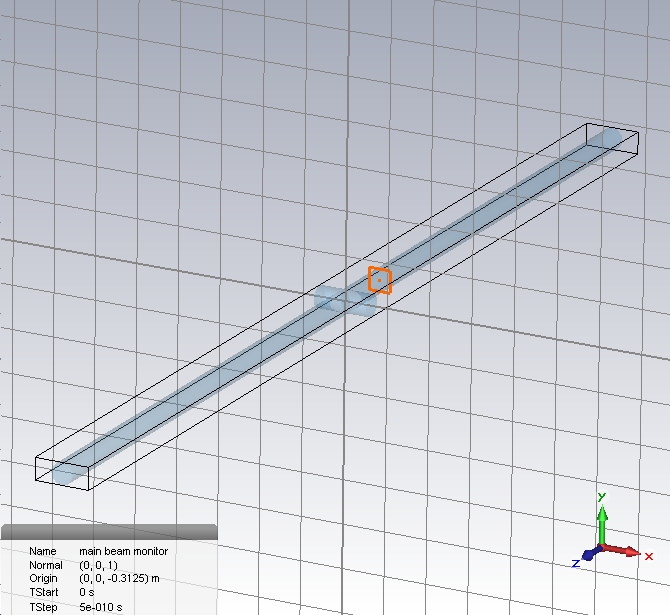 Y
X
Z
Name main beam monitor
Normal (0, 0, 1)
Origin (0, 0, -0.3125) m
TStart 0 s
TStep 5e-010 s